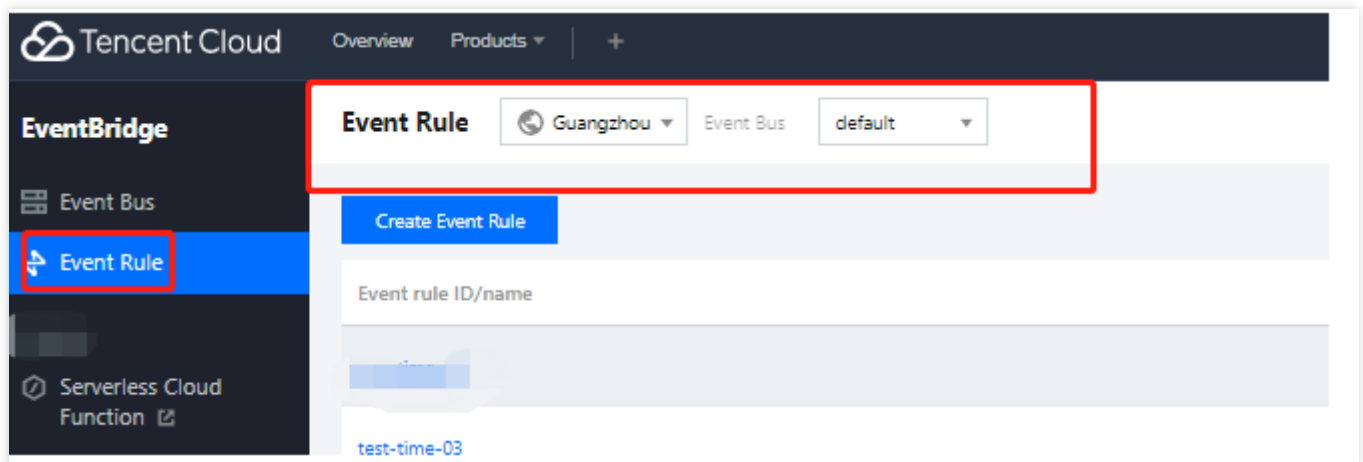 Tencent Cloud Overview Products +
EventBridge
Event Bus
Event Rule
Serverless Cloud
Function
Event Rule Guangzhou Event Bus default
Create Event Rule
Event rule ID/name
test-time-03